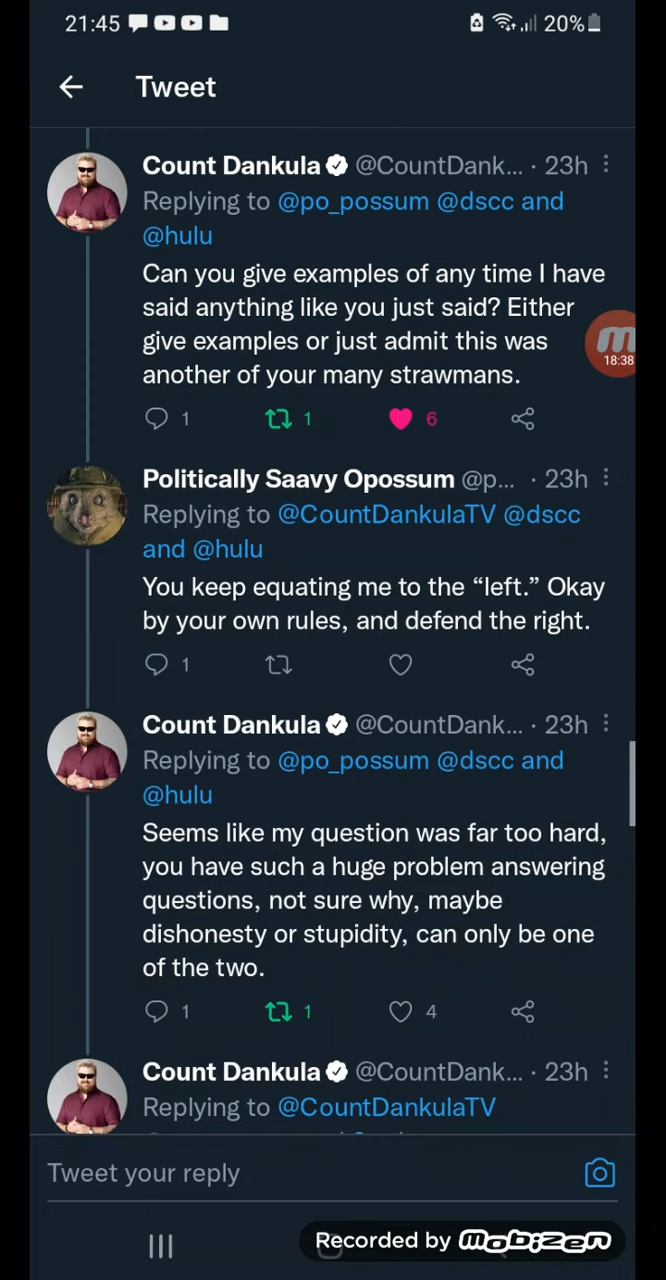 21:45 20%
Tweet
Count Dankula @CountDank... · 23h
Replying to @po_possum @dscc and
@hulu
Can you give examples of any time I have
said anything like you just said? Either
give examples or just admit this was
another of your many strawmans.
18:38
1 1 6
Politically Saavy Opossum @p... · 23h
Replying to @CountDankulaTV @dscc
and @hulu
You keep equating me to the “left.” Okay
by your own rules, and defend the right.
1
Count Dankula @CountDank... · 23h
Replying to @po_possum @dscc and
@hulu
Seems like my question was far too hard,
you have such a huge problem answering
questions, not sure why, maybe
dishonesty or stupidity, can only be one
of the two.
1 1 4
Count Dankula @CountDank... · 23h
Replying to @CountDankulaTV
Tweet your reply
Recorded by mobizen